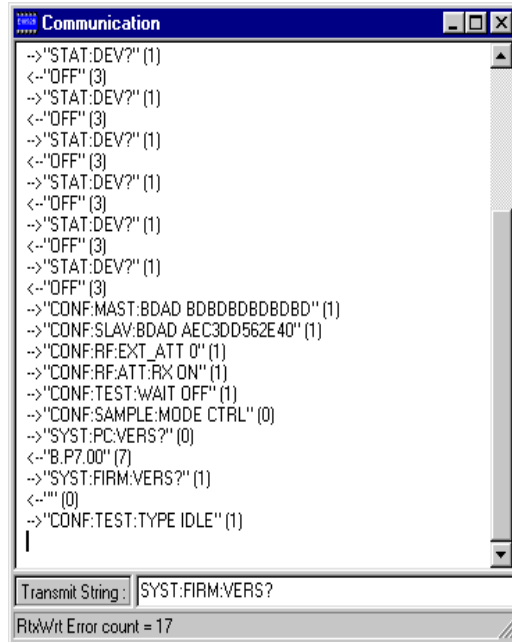 Communication
-->"STAT:DEV?" (1)
<--"OFF" (3)
-->"STAT:DEV?" (1)
<--"OFF" (3)
-->"STAT:DEV?" (1)
<--"OFF" (3)
-->"STAT:DEV?" (1)
<--"OFF" (3)
-->"STAT:DEV?" (1)
<--"OFF" (3)
-->"STAT:DEV?" (1)
<--"OFF" (3)
-->"CONF:MAST:BDAD BDBDBDBDBDBD" (1)
-->"CONF:SLAV:BDAD AEC3DD562E40" (1)
-->"CONF:RF:EXT_ATT 0" (1)
-->"CONF:RF:ATT:RX ON" (1)
-->"CONF:TEST:WAIT OFF" (1)
-->"CONF:SAMPLE:MODE CTRL" (0)
-->"SYST:PC:VERS?" (0)
<--"B.P7.00" (7)
-->"SYST:FIRM:VERS?" (1)
<--"" (0)
-->"CONF:TEST:TYPE IDLE" (1)
Transmit String : SYST:FIRM:VERS?
RtxWrt Error count = 17